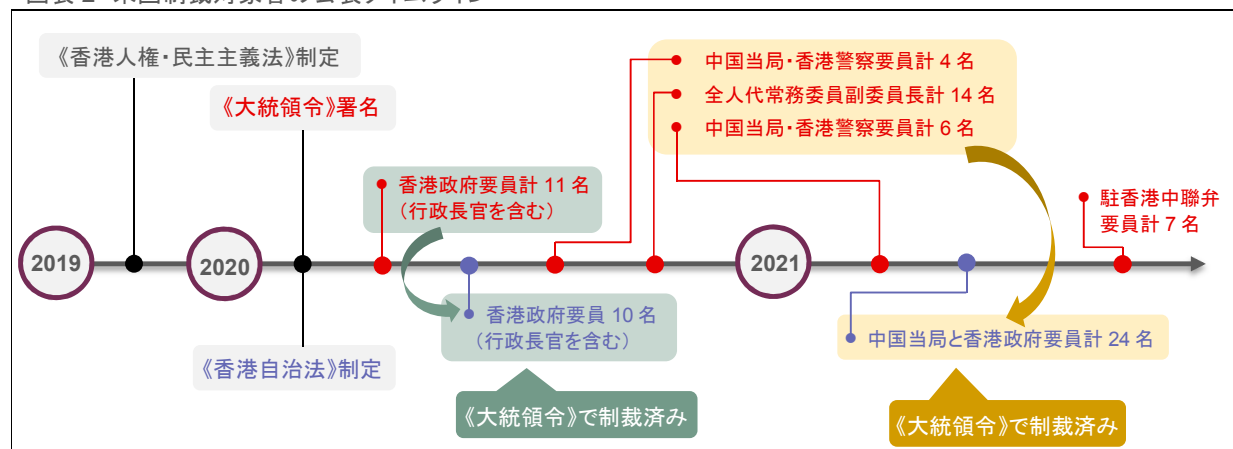 《香港人権・民主主義法》制定
《大統領令》署名
中国当局・香港警察要員計 4 名
全人代常務委員副委員長計 14 名
中国当局・香港警察要員計 6 名
香港政府要員計 11 名
（行政長官を含む）
駐香港中聯弁
要員計 7 名
2019
2020
2021
香港政府要員 10 名
（行政長官を含む）
中国当局と香港政府要員計 24 名
《香港自治法》制定
《大統領令》で制裁済み
《大統領令》で制裁済み